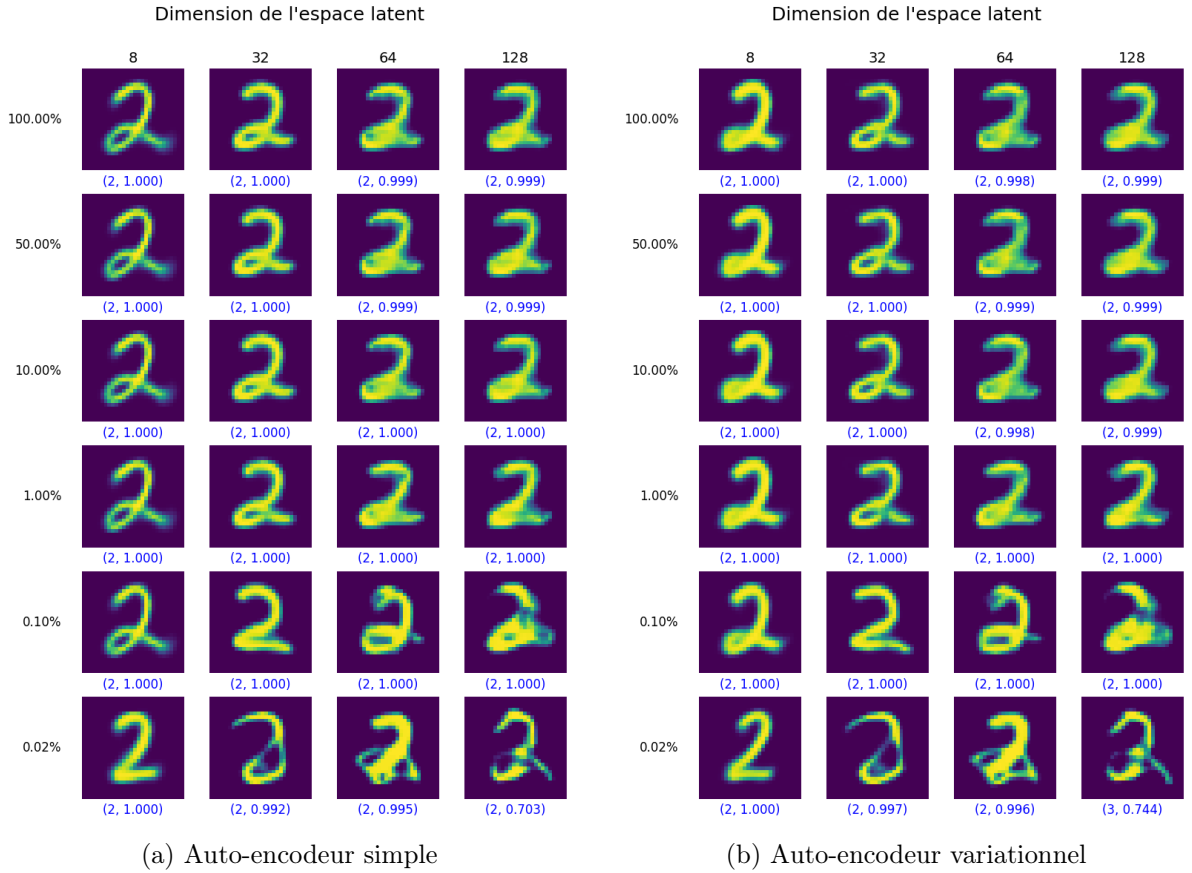 Dimension de l'espace latent
8 32 64 128
100.00%
(2, 1.000) (2, 1.000) (2, 0.999) (2, 0.999)
50.00%
(2, 1.000) (2, 1.000) (2, 0.999) (2, 0.999)
10.00%
(2, 1.000) (2, 1.000) (2, 1.000) (2, 1.000)
1.00%
(2, 1.000) (2, 1.000) (2, 1.000) (2, 1.000)
0.10%
(2, 1.000) (2, 1.000) (2, 1.000) (2, 1.000)
0.02%
(2, 1.000) (2, 0.992) (2, 0.995) (2, 0.703)
(a) Auto-encodeur simple
Dimension de l'espace latent
8 32 64 128
100.00%
(2, 1.000) (2, 1.000) (2, 0.998) (2, 0.999)
50.00%
(2, 1.000) (2, 1.000) (2, 0.999) (2, 0.999)
10.00%
(2, 1.000) (2, 1.000) (2, 0.998) (2, 0.999)
1.00%
(2, 1.000) (2, 1.000) (2, 1.000) (2, 1.000)
0.10%
(2, 1.000) (2, 1.000) (2, 1.000) (2, 1.000)
0.02%
(2, 1.000) (2, 0.997) (2, 0.996) (3, 0.744)
(b) Auto-encodeur variationnel